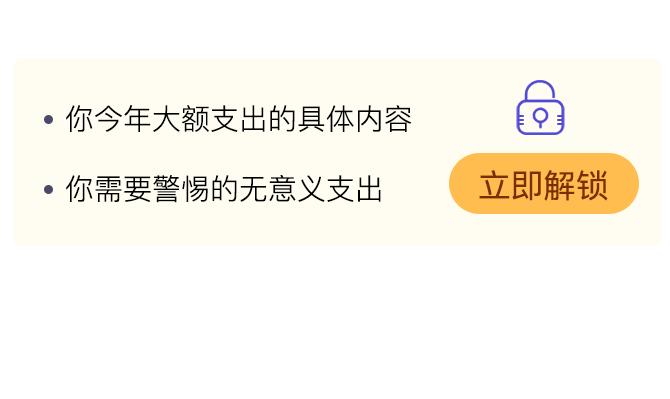 你今年大额支出的具体内容
你需要警惕的无意义支出
立即解锁